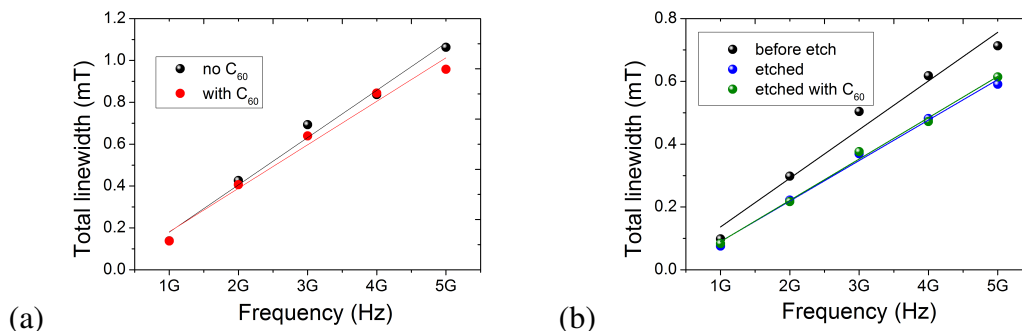 1.2
1.0
0.8
0.6
0.4
0.2
0.0
Total linewidth (mT)
no C60
with C60
1G 2G 3G 4G 5G
Frequency (Hz)
(a)
0.8
0.6
0.4
0.2
0.0
Total linewidth (mT)
before etch
etched
etched with C60
1G 2G 3G 4G 5G
Frequency (Hz)
(b)